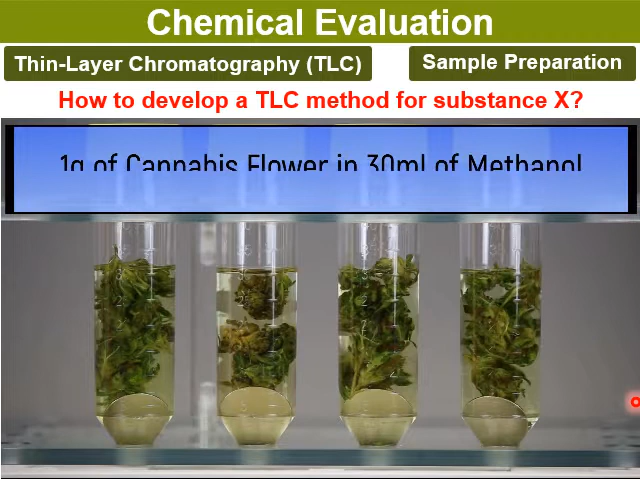 Chemical Evaluation
Thin-Layer Chromatography (TLC)
Sample Preparation
How to develop a TLC method for substance X?
1g of Cannabis Flower in 30ml of Methanol